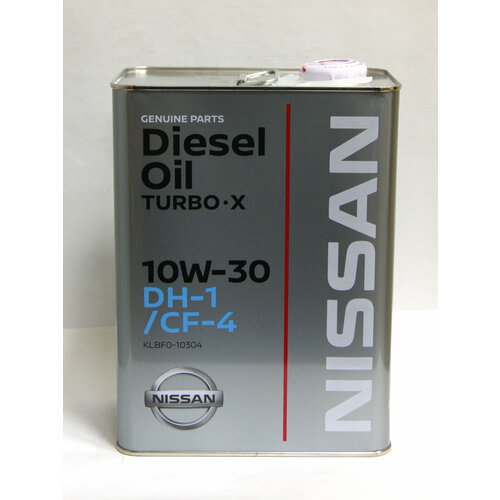 GENUINE PARTS
Diesel
Oil
TURBO·X
10W-30
DH-1
/CF-4
KLBF0-10304
NISSAN
NISSAN